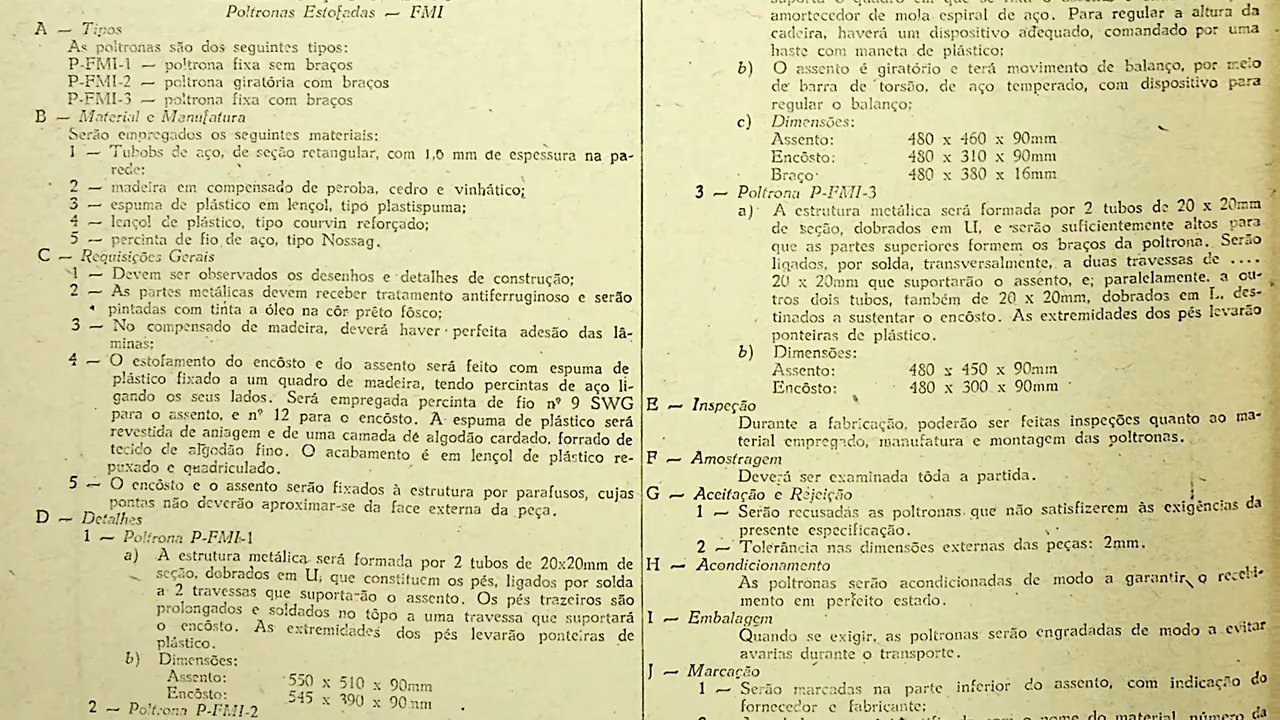 Poltronas Estofadas — FMI
A — Tipos
As poltronas são dos seguintes tipos:
P-FMI-1 — poltrona fixa sem braços
P-FMI-2 — poltrona giratória com braços
P-FMI-3 — poltrona fixa com braços
B — Material e Manufatura
Serão empregados os seguintes materiais:
1 — Tubobs de aço, de seção retangular, com 1,6 mm de espessura na pa-
rede;
2 — madeira em compensado de peroba, cedro e vinhático;
3 — espuma de plástico em lençol, tipo plastispuma;
4 — lençol de plástico, tipo courvin reforçado;
5 — percinta de fio de aço, tipo Nossag.
C — Requisições Gerais
1 — Devem ser observados os desenhos e detalhes de construção;
2 — As partes metálicas devem receber tratamento antiferruginoso e serão
pintadas com tinta a óleo na côr prêto fôsco;
3 — No compensado de madeira, deverá haver perfeita adesão das lâ-
minas;
4 — O estofamento do encôsto e do assento será feito com espuma de
plástico fixado a um quadro de madeira, tendo percintas de aço li-
gando os seus lados. Será empregada percinta de fio nº 9 SWG
para o assento, e nº 12 para o encôsto. A espuma de plástico será
revestida de aniagem e de uma camada de algodão cardado, forrado de
tecido de algodão fino. O acabamento é em lençol de plástico re-
puxado e quadriculado.
5 — O encôsto e o assento serão fixados à estrutura por parafusos, cujas
pontas não deverão aproximar-se da face externa da peça.
D — Detalhes
1 — Poltrona P-FMI-1
a) A estrutura metálica será formada por 2 tubos de 20x20mm de
seção, dobrados em U, que constituem os pés, ligados por solda
a 2 travessas que suportarão o assento. Os pés trazeiros são
prolongados e soldados no tôpo a uma travessa que suportará
o encôsto. As extremidades dos pés levarão ponteiras de
plástico.
b) Dimensões:
Assento: 550 x 510 x 90mm
Encôsto: 545 x 390 x 90mm
2 — Poltrona P-FMI-2
amortecedor de mola espiral de aço. Para regular a altura da
cadeira, haverá um dispositivo adequado, comandado por uma
haste com maneta de plástico;
b) O assento é giratório e terá movimento de balanço, por meio
de barra de torsão, de aço temperado, com dispositivo para
regular o balanço;
c) Dimensões:
Assento: 480 x 460 x 90mm
Encôsto: 480 x 310 x 90mm
Braço 480 x 380 x 16mm
3 — Poltrona P-FMI-3
a) A estrutura metálica será formada por 2 tubos de 20 x 20mm
de seção, dobrados em U, e serão suficientemente altos para
que as partes superiores formem os braços da poltrona. Serão
ligados, por solda, transversalmente, a duas travessas de ....
20 x 20mm que suportarão o assento, e; paralelamente, a ou-
tros dois tubos, também de 20 x 20mm, dobrados em L, des-
tinados a sustentar o encôsto. As extremidades dos pés levarão
ponteiras de plástico.
b) Dimensões:
Assento: 480 x 450 x 90mm
Encôsto: 480 x 300 x 90mm
E — Inspeção
Durante a fabricação, poderão ser feitas inspeções quanto ao ma-
terial empregado, manufatura e montagem das poltronas.
F — Amostragem
Deverá ser examinada tôda a partida.
G — Aceitação e Rejeição
1 — Serão recusadas as poltronas que não satisfizerem às exigências da
presente especificação.
2 — Tolerância nas dimensões externas das peças: 2mm.
H — Acondicionamento
As poltronas serão acondicionadas de modo a garantir o recebi-
mento em perfeito estado.
I — Embalagem
Quando se exigir, as poltronas serão engradadas de modo a evitar
avarias durante o transporte.
J — Marcação
1 — Serão marcadas na parte inferior do assento, com indicação do
fornecedor e fabricante;